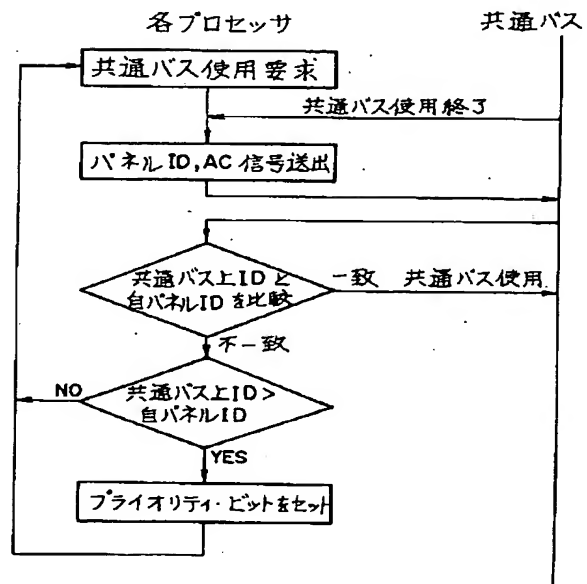 各プロセッサ
共通バス
共通バス使用要求
共通バス使用終了
パネルID,AC信号送出
共通バス上IDと
自パネルIDを比較
一致 共通バス使用
不一致
共通バス上ID>
自パネルID
NO
YES
プライオリティ・ビットをセット